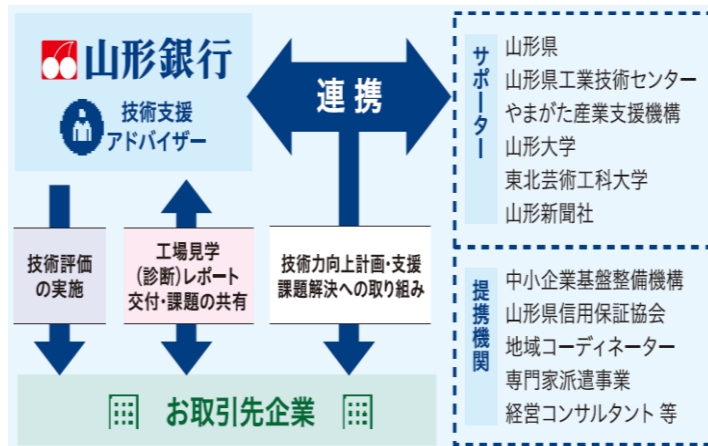 山形銀行
技術支援
アドバイザー
連携
サポーター
山形県
山形県工業技術センター
やまがた産業支援機構
山形大学
東北芸術工科大学
山形新聞社
技術評価
の実施
工場見学
(診断)レポート
交付・課題の共有
技術力向上計画・支援
課題解決への取り組み
提携機関
中小企業基盤整備機構
山形県信用保証協会
地域コーディネーター
専門家派遣事業
経営コンサルタント 等
お取引先企業